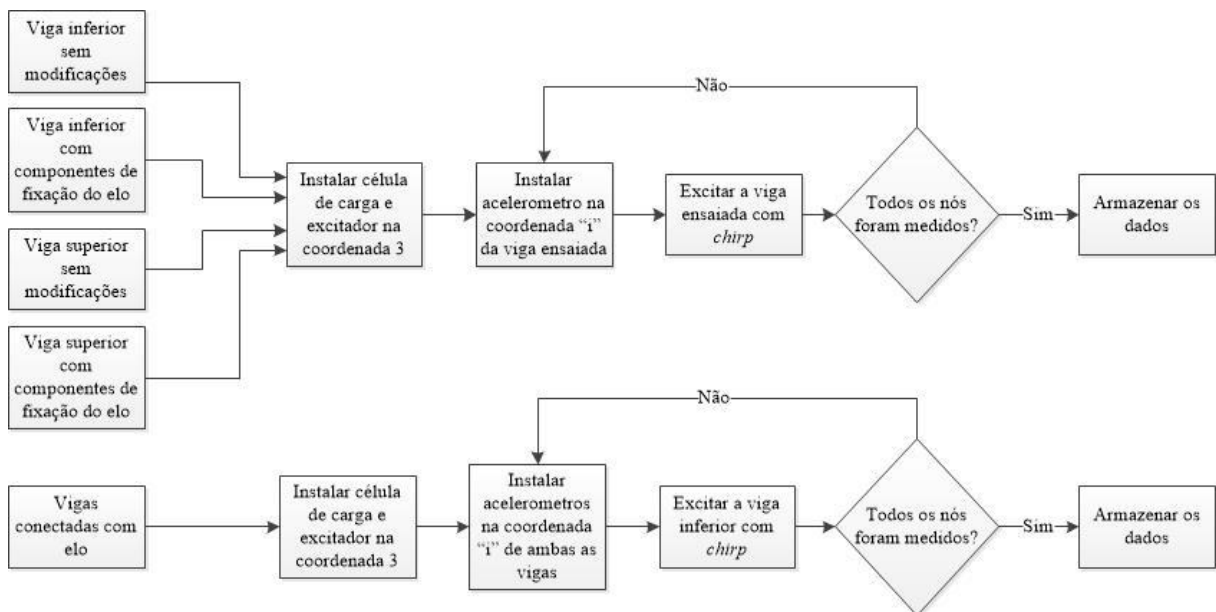 Viga inferior
sem
modificações
Viga inferior
com
componentes de
fixação do elo
Viga superior
sem
modificações
Viga superior
com
componentes de
fixação do elo
Instalar célula
de carga e
excitador na
coordenada 3
Instalar
acelerometro na
coordenada “i”
da viga ensaiada
Excitar a viga
ensaiada com
chirp
Todos os nós
foram medidos?
Não
Sim
Armazenar os
dados
Vigas
conectadas com
elo
Instalar célula
de carga e
excitador na
coordenada 3
Instalar
acelerometros
na coordenada
“i” de ambas as
vigas
Excitar a viga
inferior com
chirp
Todos os nós
foram medidos?
Não
Sim
Armazenar os
dados